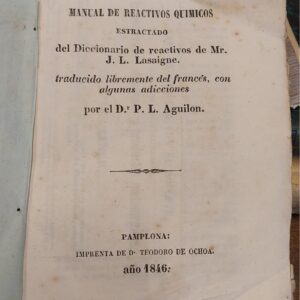 MANUAL DE REACTIVOS QUIMICOS
ESTRACTADO
del Diccionario de reactivos de Mr.
J. L. Lasaigne.
traducido libremente del francés, con
algunas adicciones
por el D.r P. L. Aguilon.
PAMPLONA:
IMPRENTA DE D.n TEODORO DE OCHOA.
año 1846: